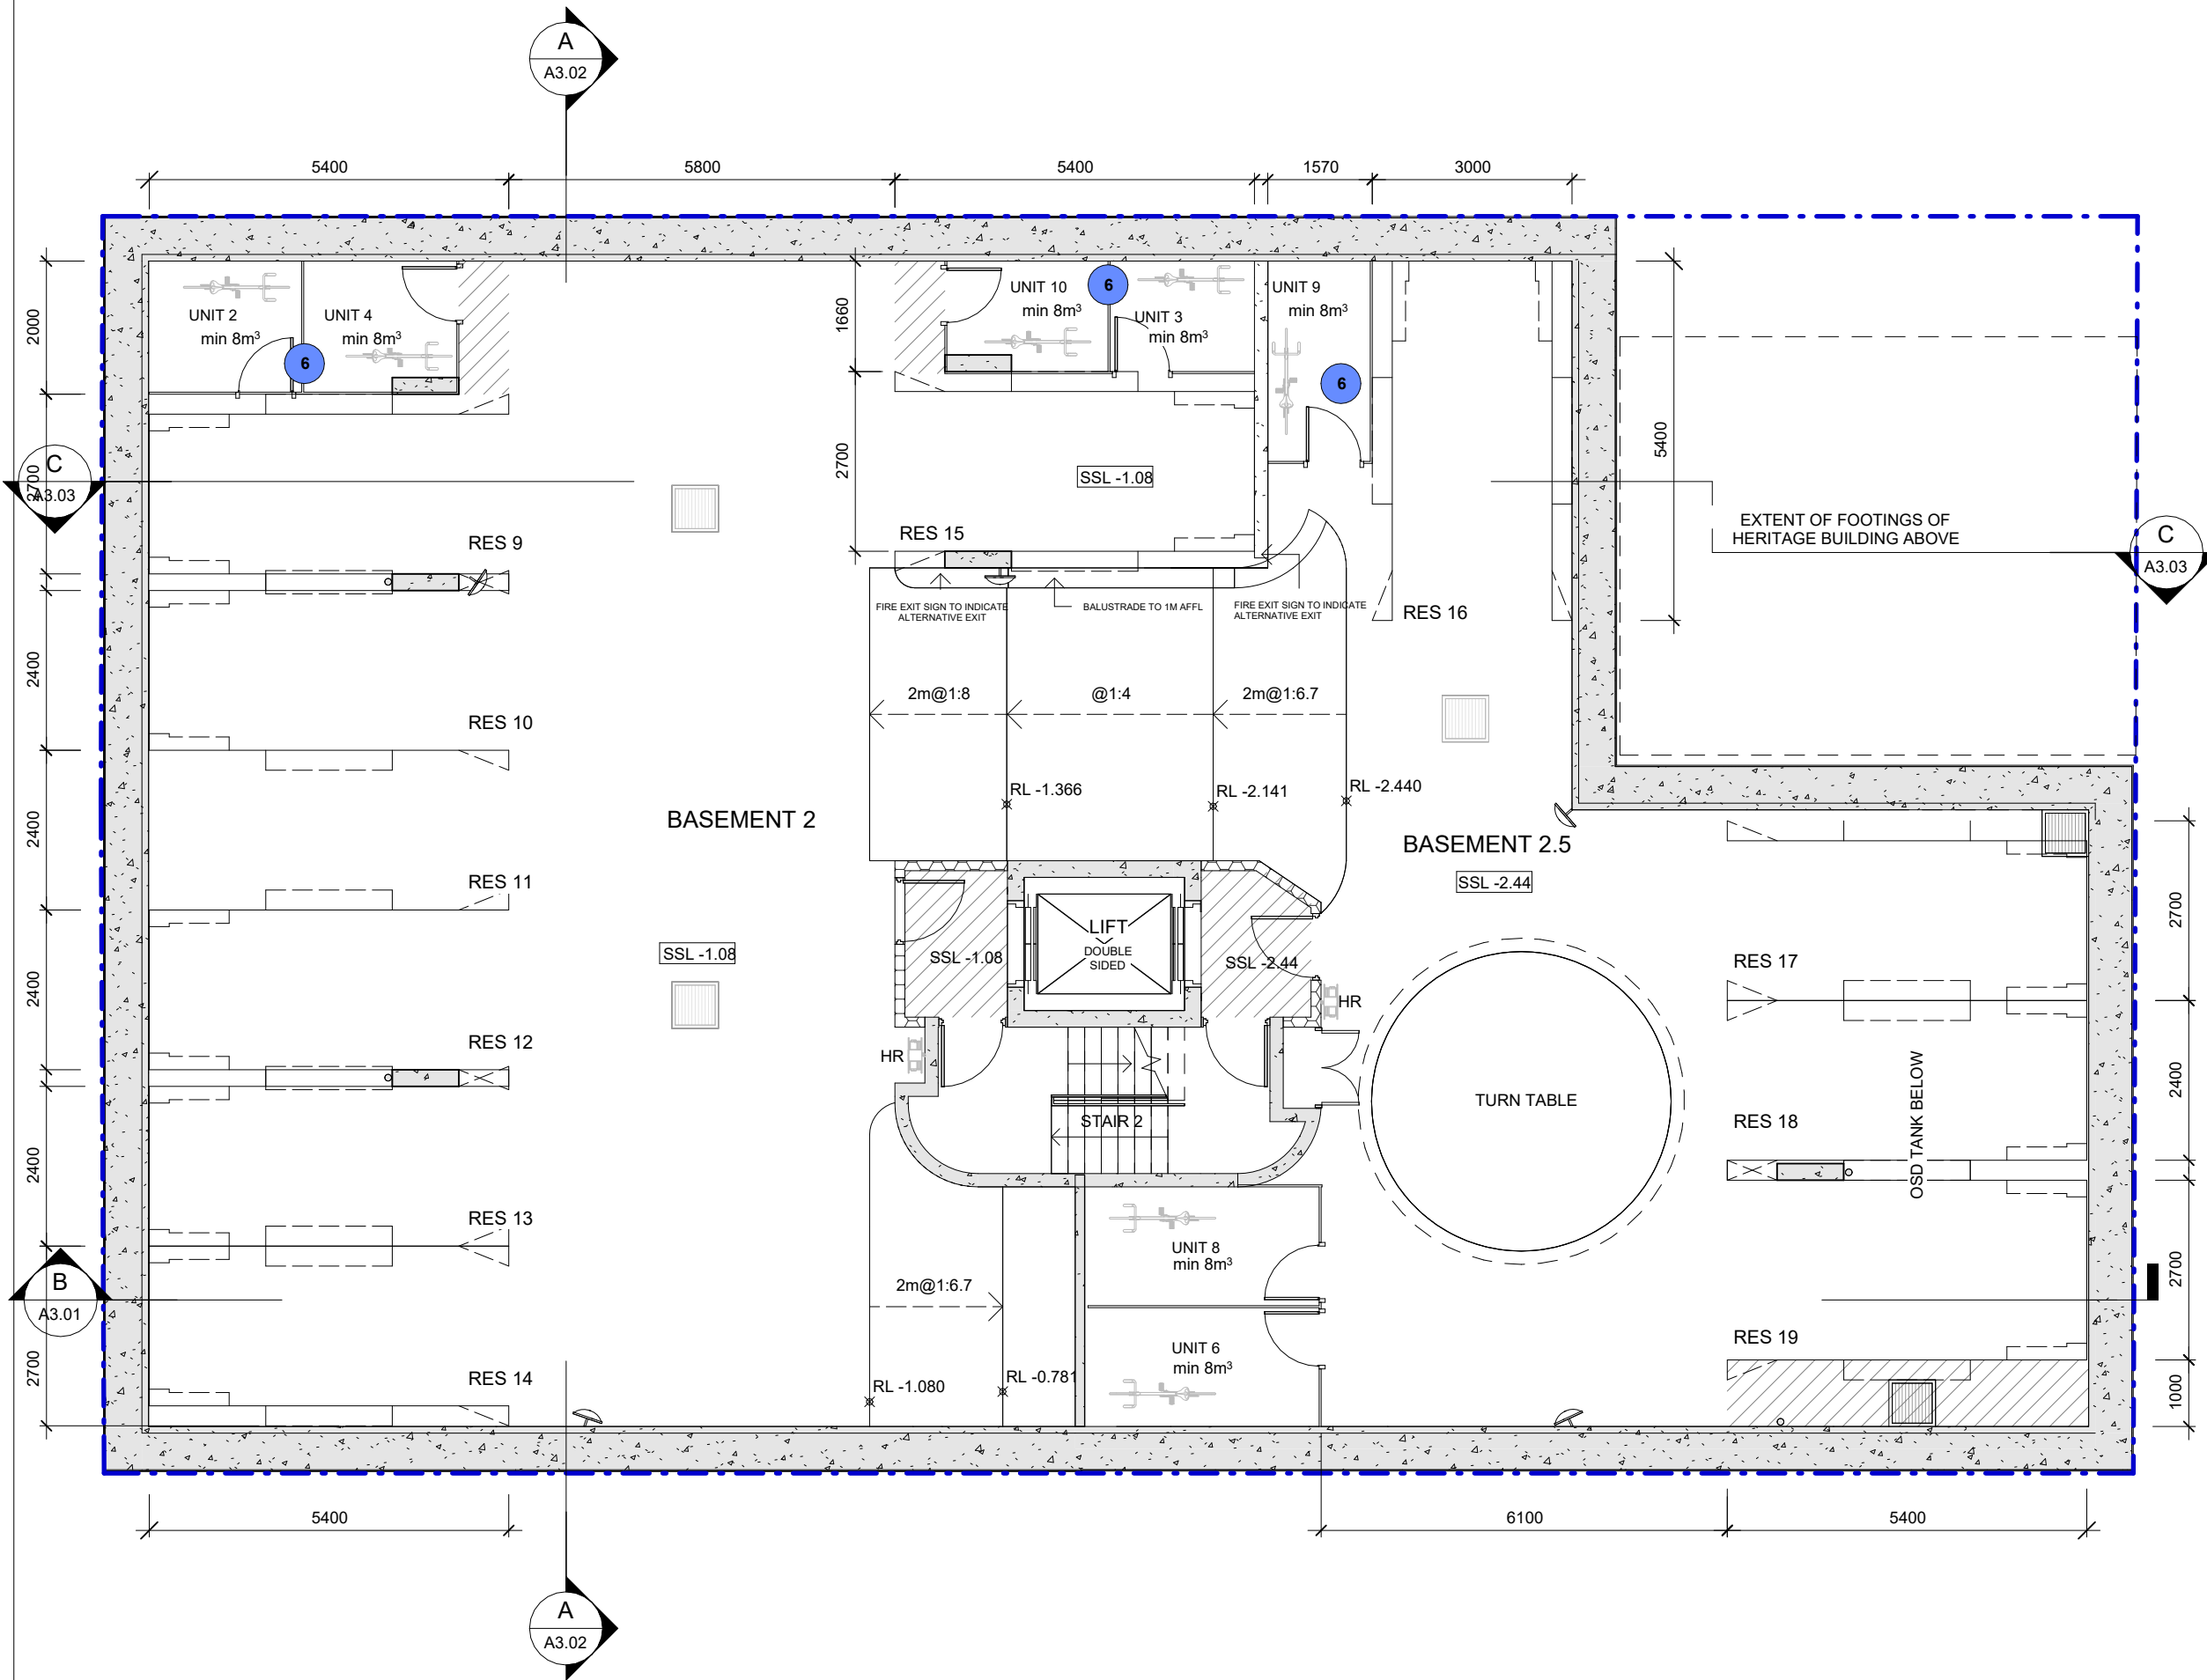 A
A3.02
5400
5800
5400
1570
3000
UNIT 2
min 8m³
UNIT 4
min 8m³
6
UNIT 10
min 8m³
6
UNIT 3
min 8m³
UNIT 9
min 8m³
6
2000
1660
2700
5400
C
A3.03
2700
SSL -1.08
EXTENT OF FOOTINGS OF
HERITAGE BUILDING ABOVE
C
A3.03
RES 9
RES 15
FIRE EXIT SIGN TO INDICATE
ALTERNATIVE EXIT
BALUSTRADE TO 1M AFFL
FIRE EXIT SIGN TO INDICATE
ALTERNATIVE EXIT
RES 16
2400
2m@1:8
@1:4
2m@1:6.7
RES 10
RL -1.366
RL -2.141
RL -2.440
BASEMENT 2
BASEMENT 2.5
2400
SSL -2.44
RES 11
2700
LIFT
DOUBLE
SIDED
SSL -1.08
SSL -1.08
SSL -2.44
RES 17
2400
HR
HR
RES 12
2400
TURN TABLE
OSD TANK BELOW
STAIR 2
RES 18
2400
RES 13
UNIT 8
min 8m³
2700
B
A3.01
2m@1:6.7
UNIT 6
min 8m³
RES 19
2700
RES 14
RL -1.080
RL -0.781
1000
5400
6100
5400
A
A3.02